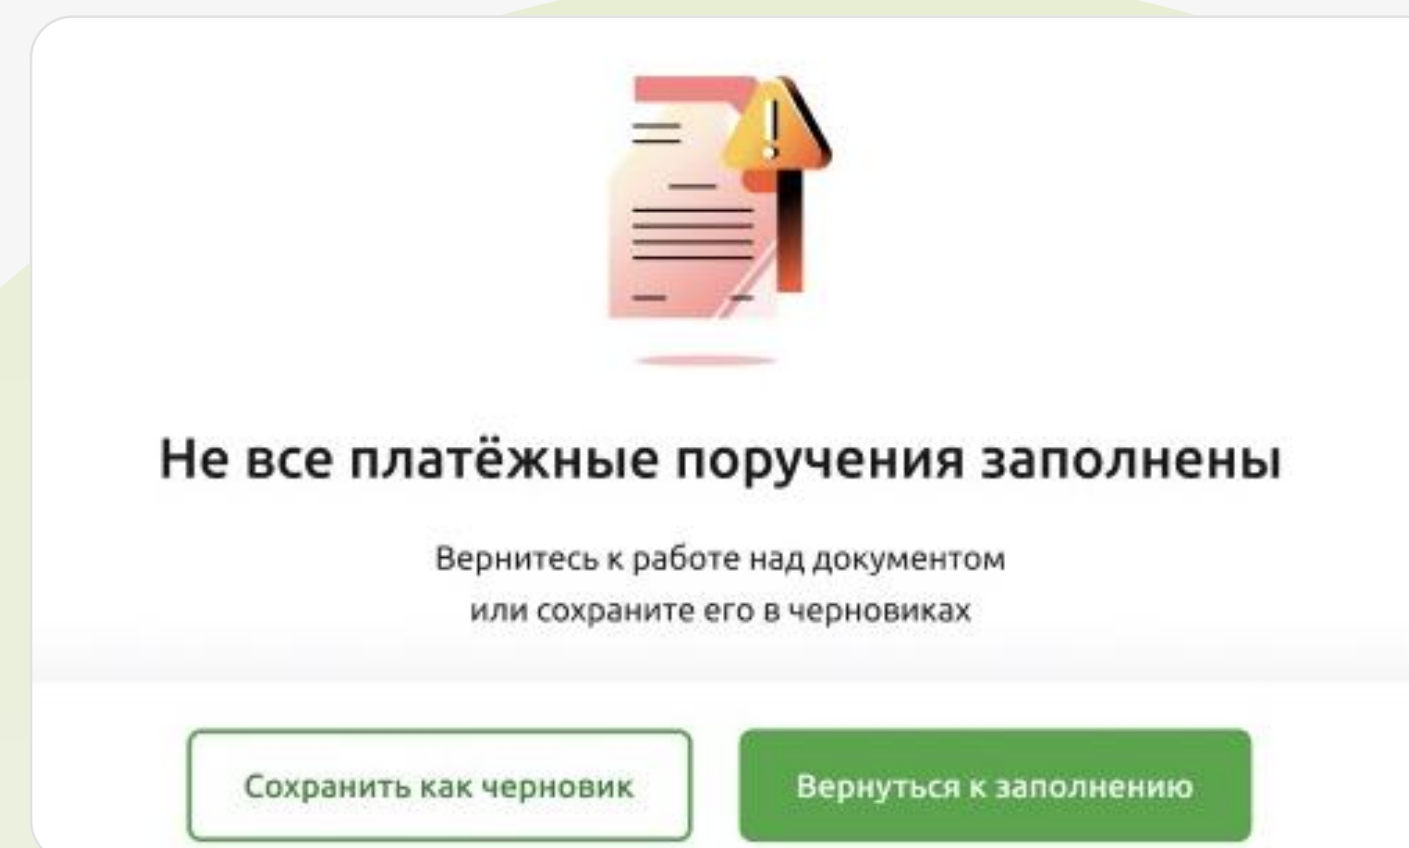 Не все платёжные поручения заполнены
Вернитесь к работе над документом
или сохраните его в черновиках
Сохранить как черновик
Вернуться к заполнению